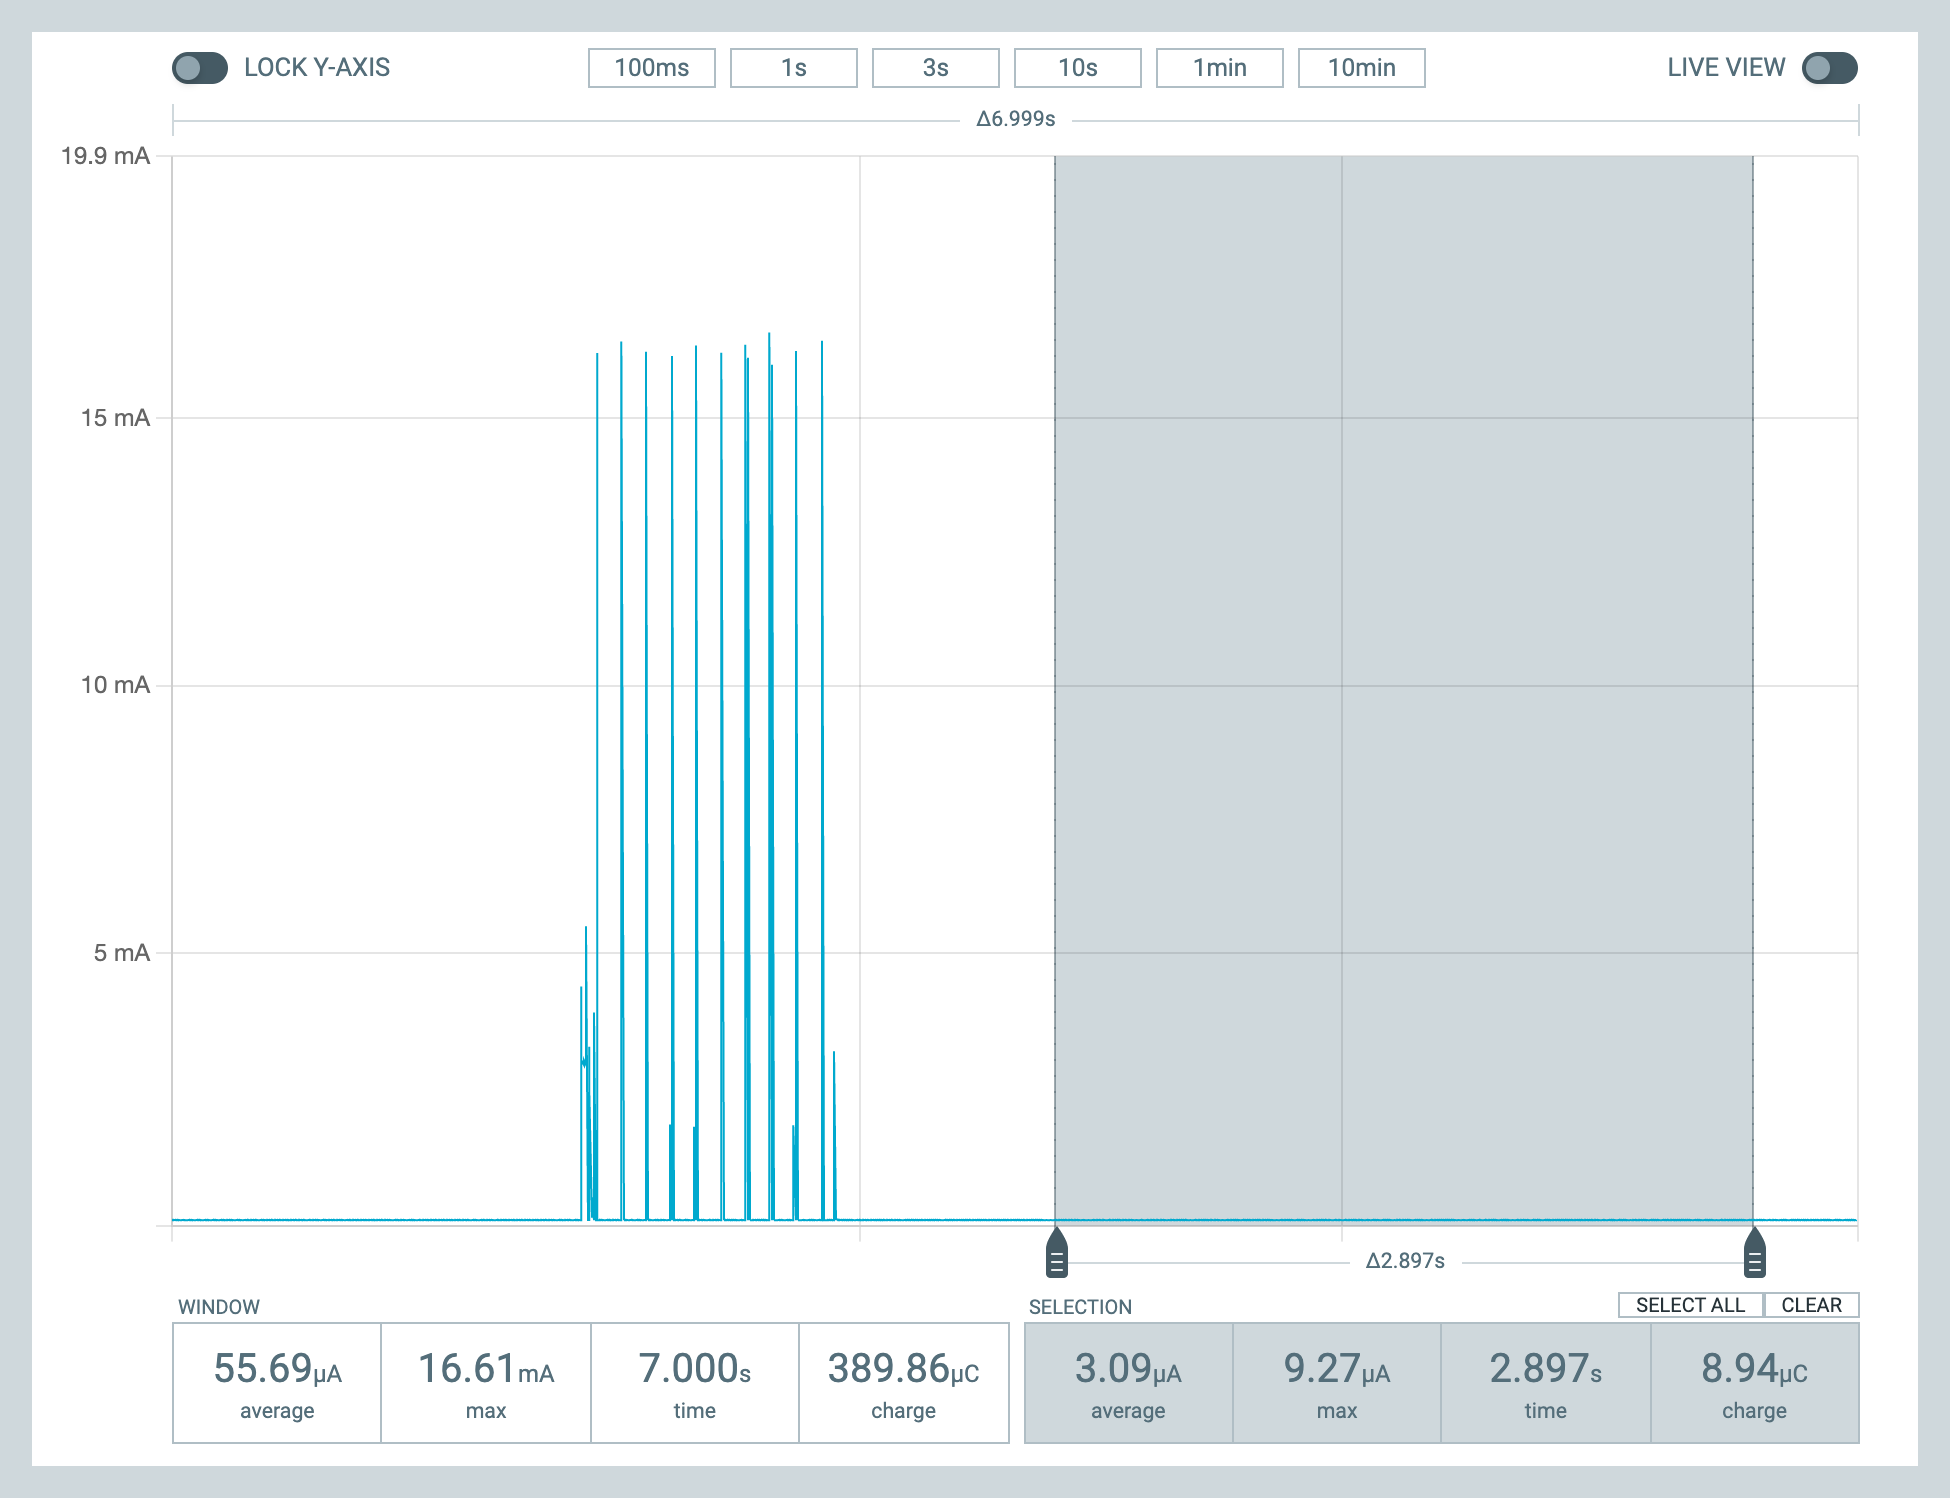 LOCK Y-AXIS 100ms 1s 3s 10s 1min 10min LIVE VIEW
Δ6.999s
19.9 mA
15 mA
10 mA
5 mA
Δ2.897s
WINDOW SELECTION SELECT ALL CLEAR
55.69μA 16.61mA 7.000s 389.86μC 3.09μA 9.27μA 2.897s 8.94μC
average max time charge average max time charge